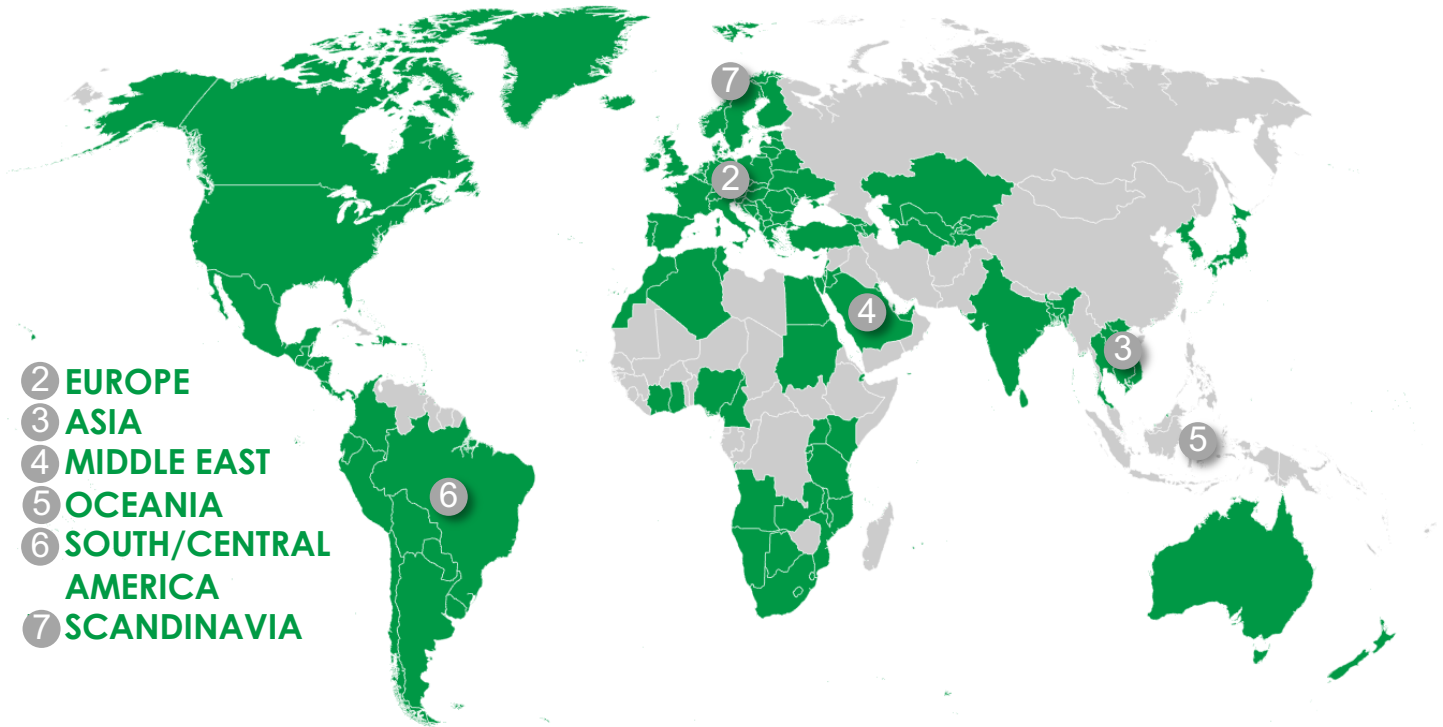 7
2
4
3
5
6
2 EUROPE
3 ASIA
4 MIDDLE EAST
5 OCEANIA
6 SOUTH/CENTRAL
AMERICA
7 SCANDINAVIA